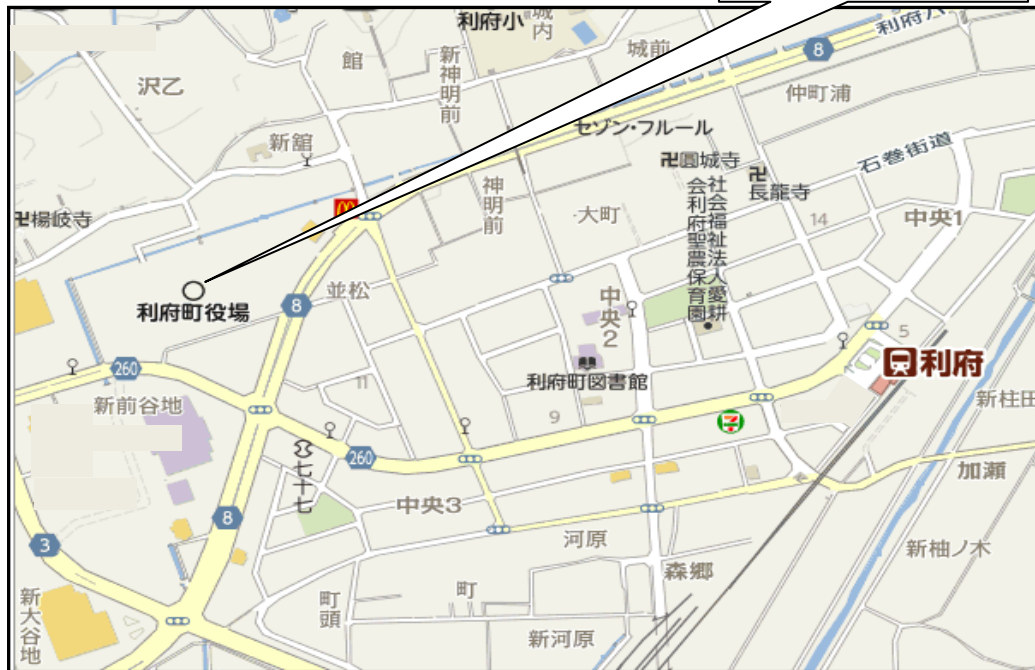 利府小
城内
城前
利府八
8
館
新神明前
沢乙
仲町浦
セゾン・フルール
新舘
石巻街道
卍圓城寺
卍
長龍寺
神明前
大町
社会福祉法人愛耕
会利府聖農保育園
14
中央1
卍楊岐寺
利府町役場
並松
8
中央2
5
利府
260
利府町図書館
新前谷地
11
9
新柱田
七十七
260
中央3
加瀬
8
3
河原
新柚ノ木
森郷
町
町頭
新河原
新大谷地